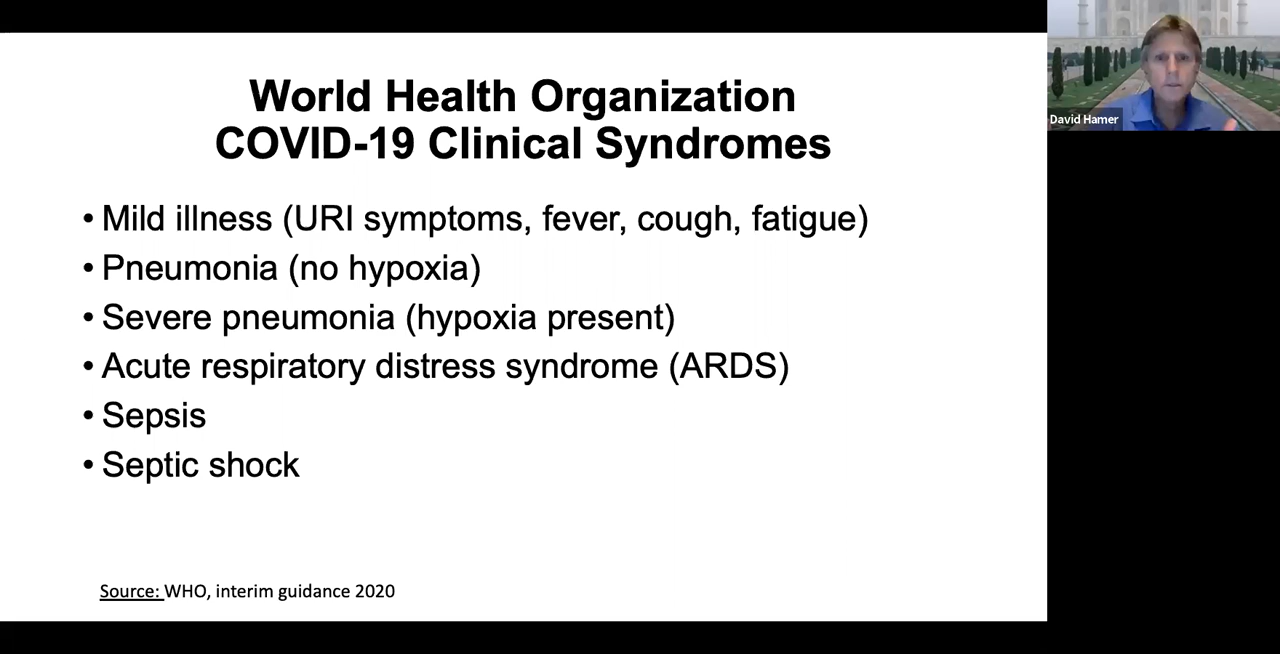 World Health Organization
COVID-19 Clinical Syndromes
• Mild illness (URI symptoms, fever, cough, fatigue)
• Pneumonia (no hypoxia)
• Severe pneumonia (hypoxia present)
• Acute respiratory distress syndrome (ARDS)
• Sepsis
• Septic shock
Source: WHO, interim guidance 2020
David Hamer